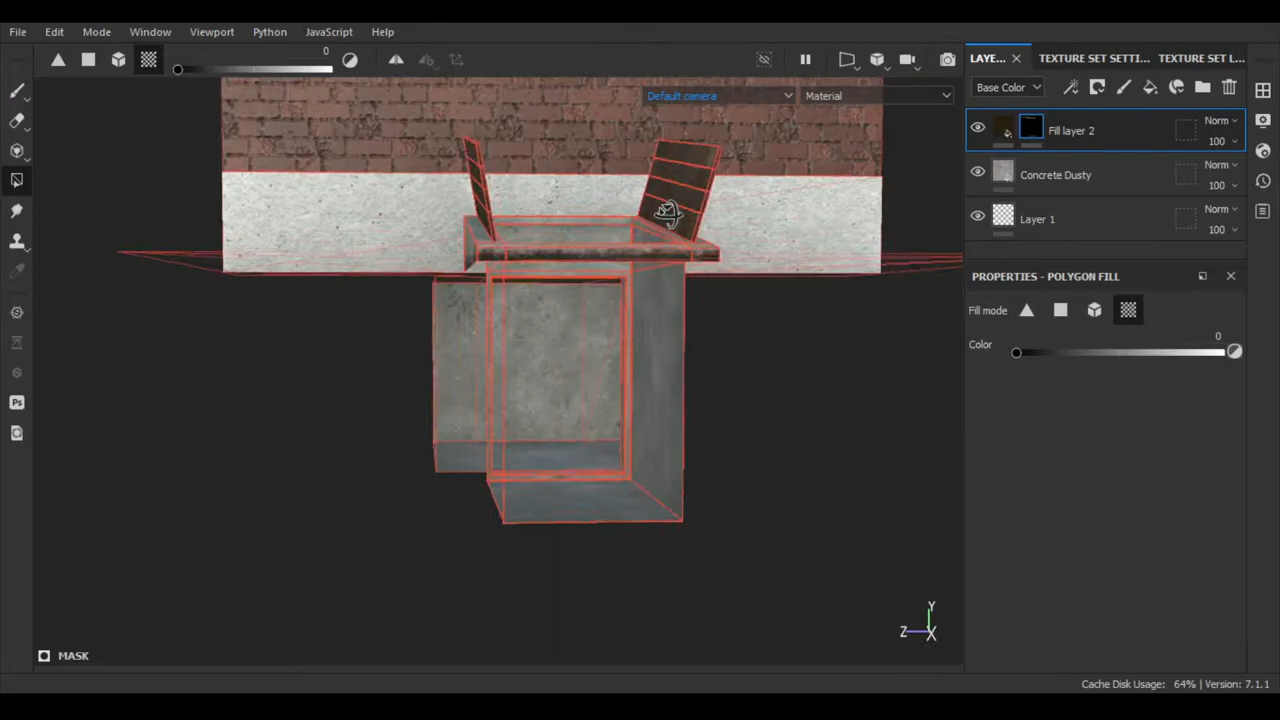 File Edit Mode Window Viewport Python JavaScript Help
0
LAYE... TEXTURE SET SETTI... TEXTURE SET L...
Default camera Material
Base Color
Fill layer 2 Norm 100
Concrete Dusty Norm 100
Layer 1 Norm 100
PROPERTIES - POLYGON FILL
Fill mode
Color 0
Ps
Y
Z X
MASK
Cache Disk Usage: 64% | Version: 7.1.1